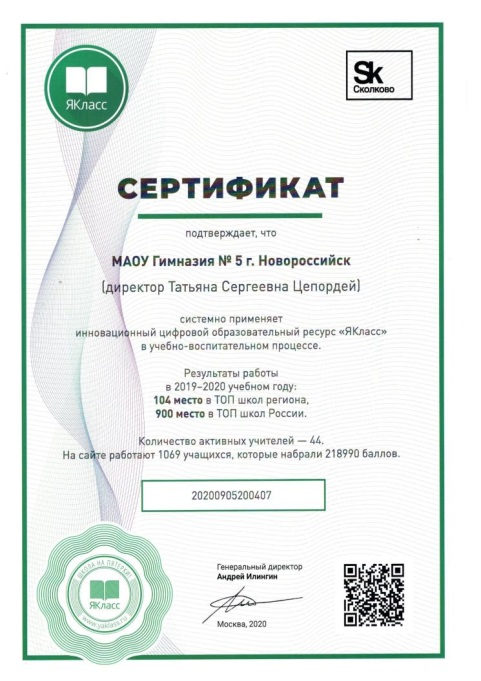 ЯКласс
Sk
Сколково
СЕРТИФИКАТ
подтверждает, что
МАОУ Гимназия № 5 г. Новороссийск
(директор Татьяна Сергеевна Цепордей)
системно применяет
инновационный цифровой образовательный ресурс «ЯКласс»
в учебно-воспитательном процессе.
Результаты работы
в 2019–2020 учебном году:
104 место в ТОП школ региона,
900 место в ТОП школ России.
Количество активных учителей — 44.
На сайте работают 1069 учащихся, которые набрали 218990 баллов.
20200905200407
Генеральный директор
Андрей Илингин
Москва, 2020
ШКОЛА НА ПЯТЕРКУ!
ЯКласс
www.yaklass.ru